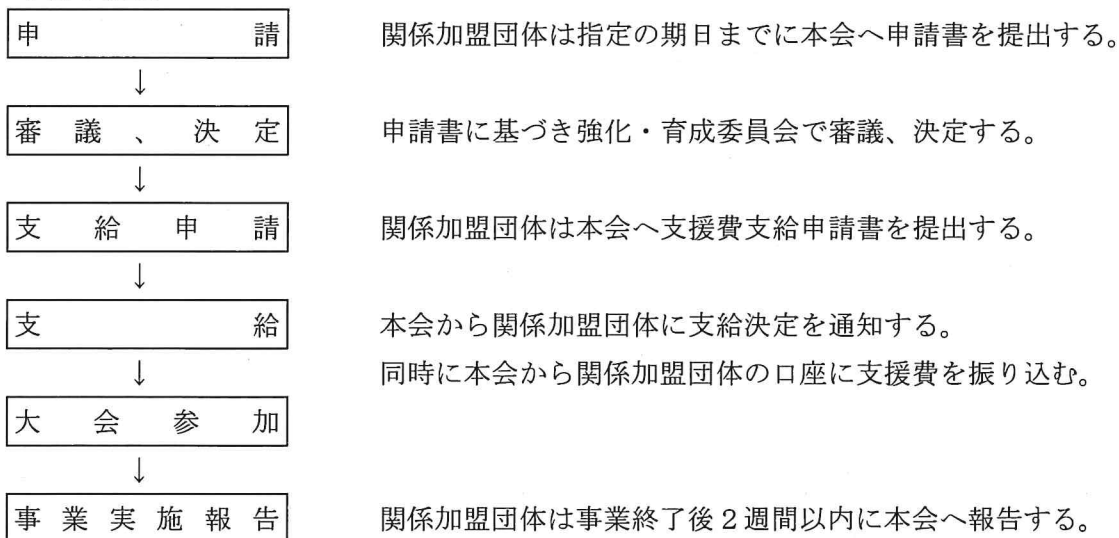 申請 関係加盟団体は指定の期日までに本会へ申請書を提出する。
↓
審議、決定 申請書に基づき強化・育成委員会で審議、決定する。
↓
支給申請 関係加盟団体は本会へ支援費支給申請書を提出する。
↓
支給 本会から関係加盟団体に支給決定を通知する。
↓ 同時に本会から関係加盟団体の口座に支援費を振り込む。
大会参加
↓
事業実施報告 関係加盟団体は事業終了後2週間以内に本会へ報告する。